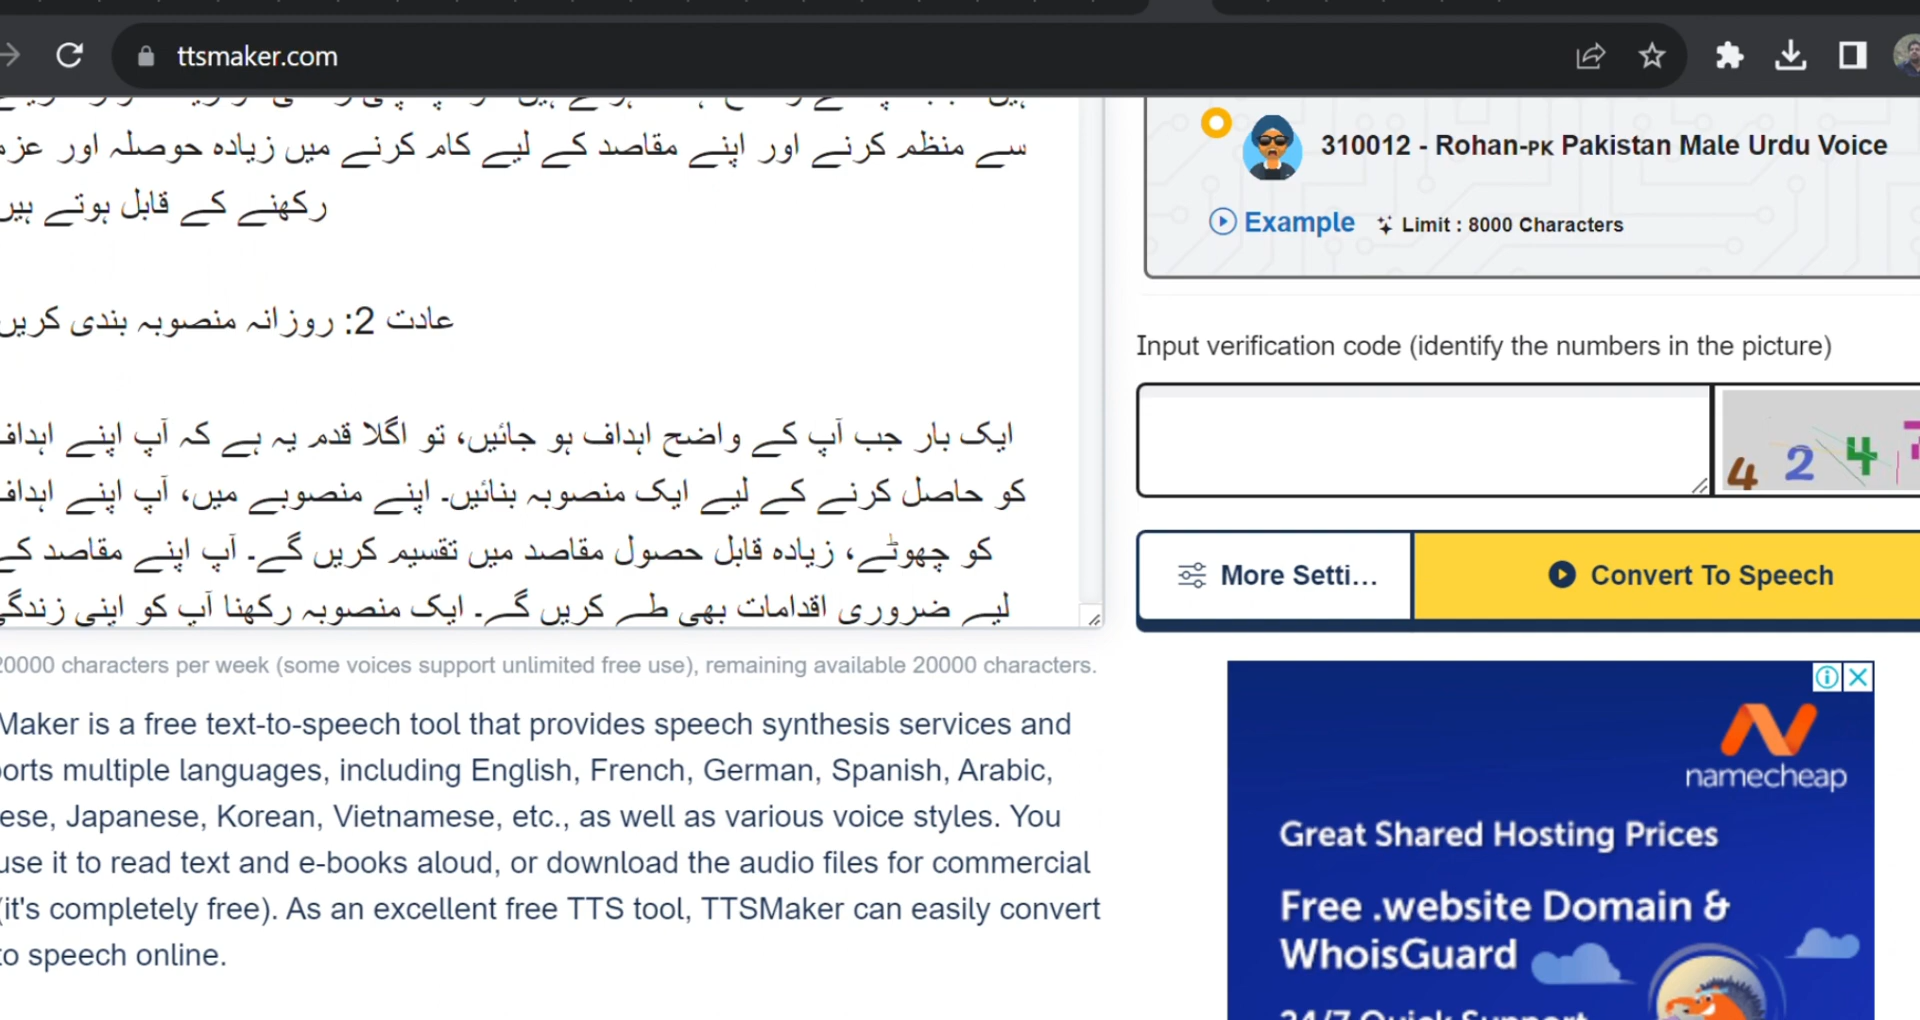 ttsmaker.com
سے منظم کرنے اور اپنے مقاصد کے لیے کام کرنے میں زیادہ حوصلہ اور عزم
رکھنے کے قابل ہوتے ہیں
عادت 2: روزانہ منصوبہ بندی کریں
ایک بار جب آپ کے واضح اہداف ہو جائیں، تو اگلا قدم یہ ہے کہ آپ اپنے اہداف
کو حاصل کرنے کے لیے ایک منصوبہ بنائیں۔ اپنے منصوبے میں، آپ اپنے اہداف
کو چھوٹے، زیادہ قابل حصول مقاصد میں تقسیم کریں گے۔ آپ اپنے مقاصد کے
لیے ضروری اقدامات بھی طے کریں گے۔ ایک منصوبہ رکھنا آپ کو اپنی زندگی
20000 characters per week (some voices support unlimited free use), remaining available 20000 characters.
Maker is a free text-to-speech tool that provides speech synthesis services and
orts multiple languages, including English, French, German, Spanish, Arabic,
ese, Japanese, Korean, Vietnamese, etc., as well as various voice styles. You
use it to read text and e-books aloud, or download the audio files for commercial
(it's completely free). As an excellent free TTS tool, TTSMaker can easily convert
to speech online.
310012 - Rohan-PK Pakistan Male Urdu Voice
Example Limit : 8000 Characters
Input verification code (identify the numbers in the picture)
4 2 4
More Setti...
Convert To Speech
namecheap
Great Shared Hosting Prices
Free .website Domain &
WhoisGuard
24/7 Quick Support